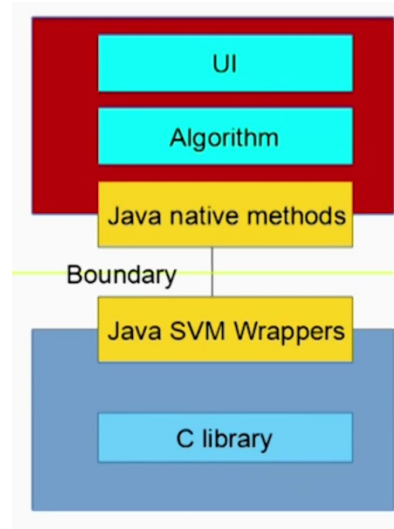 UI
Algorithm
Java native methods
Boundary
Java SVM Wrappers
C library